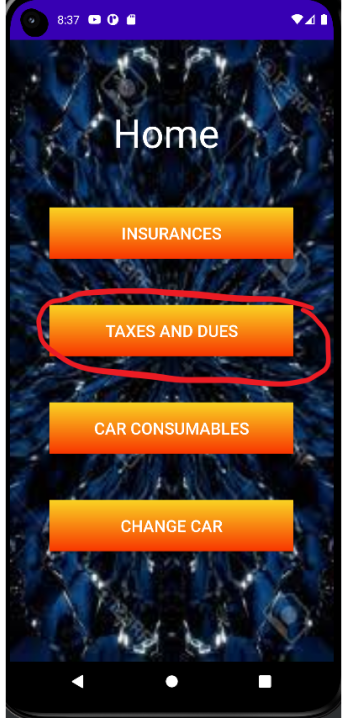 8:37
Home
INSURANCES
TAXES AND DUES
CAR CONSUMABLES
CHANGE CAR